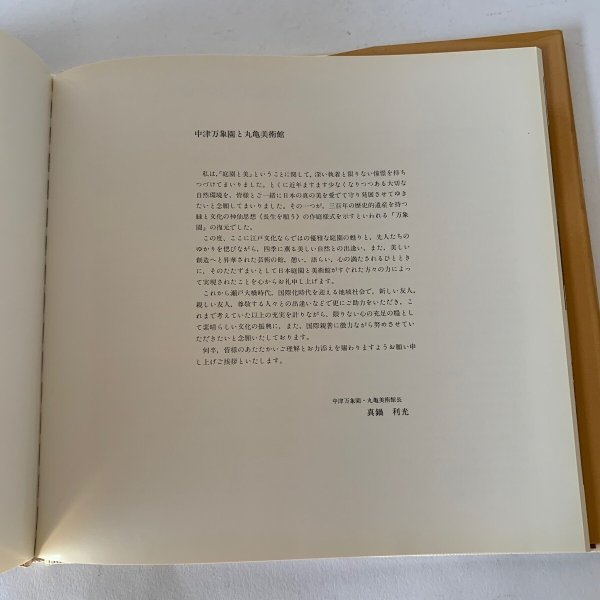 中津万象園と丸亀美術館
私は、「庭園と美」ということに関して、深い執着と限りない憧憬を持ち
つづけてまいりました。とくに近年ますます少なくなりつつある大切な
自然環境を、皆様とご一緒に日本の真の美を愛でて守り発展させてゆき
たいと念願してまいりました。その一つが、三百年の歴史的遺産を持つ
緑と文化の神仙思想（長生を願う）の作庭様式を示すといわれる「万象
園」の復元でした。
この度、ここに江戸文化ならではの優雅な庭園の甦りと、先人たちの
ゆかりを偲びながら、四季に薫る美しい自然との出逢い、また、美しい
創造へと昇華された芸術の館、憩い、語らい、心の満たされるひととき
に、そのたたずまいとして日本庭園と美術館がすぐれた方々の力によっ
て実現されたことを心からお礼申し上げます。
これから瀬戸大橋時代、国際化時代を迎える地域社会で、新しい友人、
親しい友人、尊敬する人々との出逢いなどで更にご助力をいただき、こ
れまで考えていた以上の充実を計りながら、限りない心の充足の糧とし
て素晴らしい文化の振興に、また、国際親善に微力ながら努めさせてい
ただきたいと念願いたしております。
何卒、皆様のあたたかいご理解とお力添えを賜わりますようお願い申
し上げご挨拶といたします。
中津万象園・丸亀美術館長
真鍋 利光